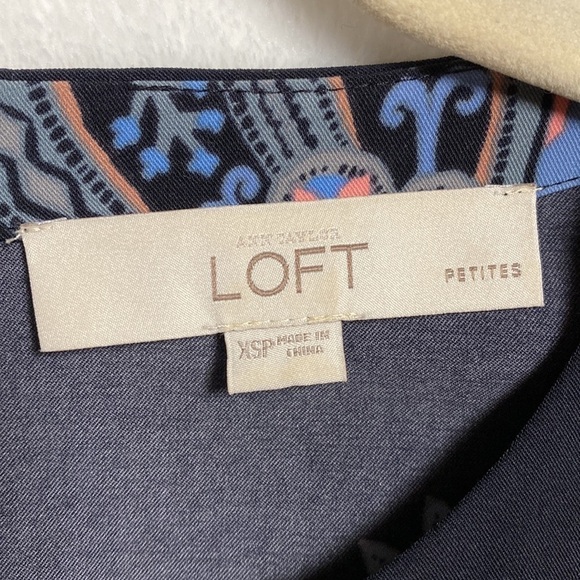 ANN TAYLOR
LOFT
PETITES
XSP
MADE IN
CHINA